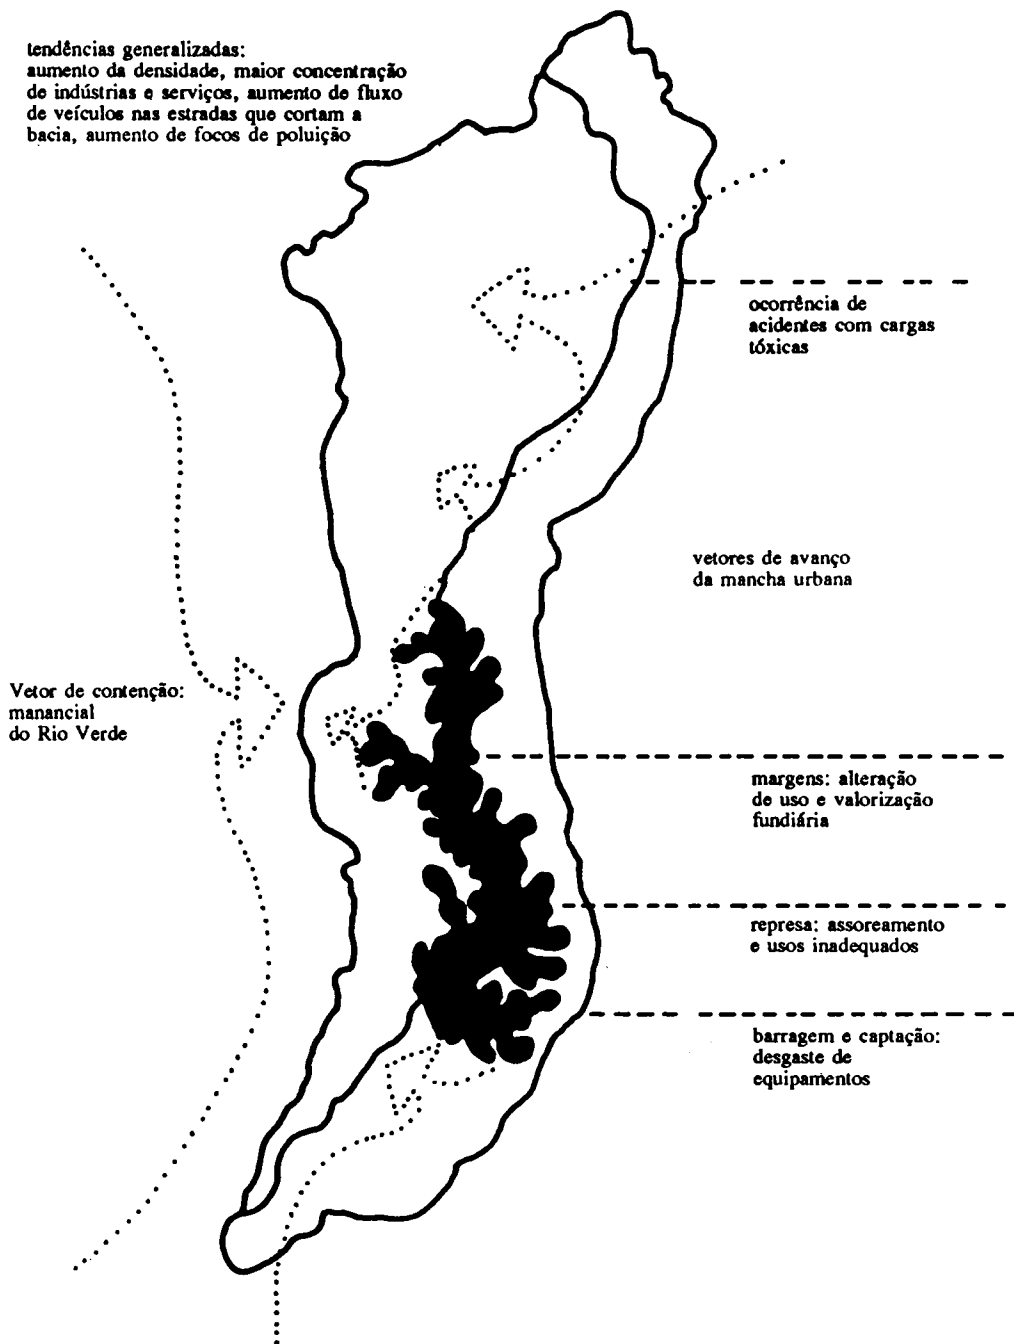 tendências generalizadas:
aumento da densidade, maior concentração
de indústrias e serviços, aumento de fluxo
de veículos nas estradas que cortam a
bacia, aumento de focos de poluição
ocorrência de
acidentes com cargas
tóxicas
vetores de avanço
da mancha urbana
Vetor de contenção:
manancial
do Rio Verde
margens: alteração
de uso e valorização
fundiária
represa: assoreamento
e usos inadequados
barragem e captação:
desgaste de
equipamentos